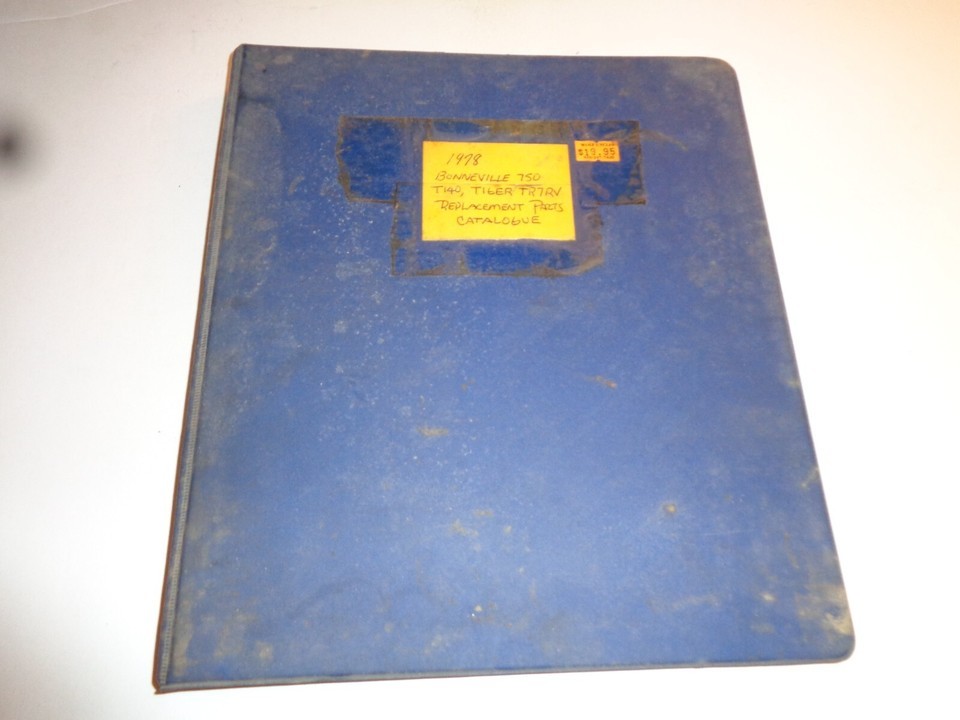 1978
BONNEVILLE 750
T140, TIGER TR7RV
REPLACEMENT PARTS
CATALOGUE
$19.95